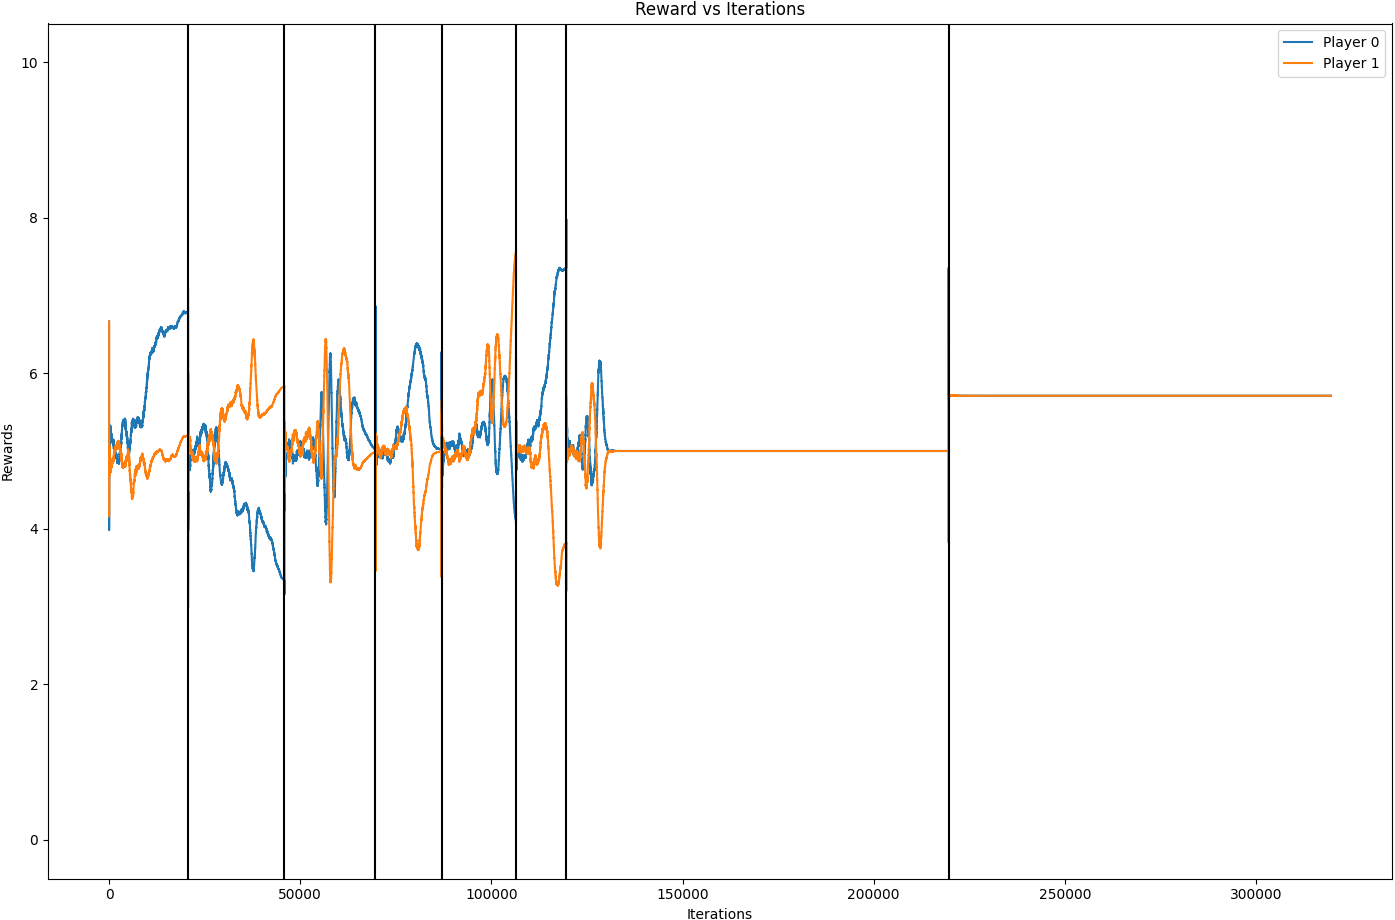 Reward vs Iterations
Player 0
Player 1
Rewards
10
8
6
4
2
0
0 50000 100000 150000 200000 250000 300000
Iterations